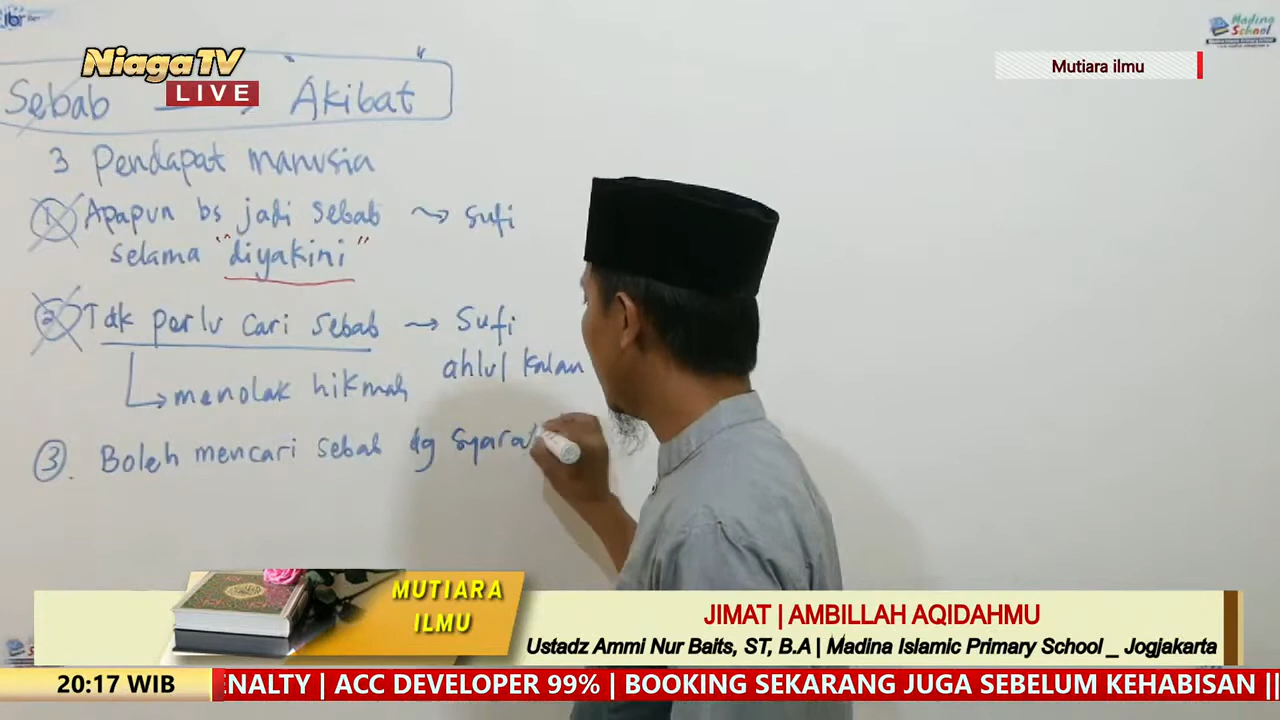 NiagaTV
LIVE
Mutiara ilmu
Madina
School
Sebab → Akibat
3 Pendapat manusia
1 Apapun bs jadi sebab → Sufi
selama "diyakini"
2 Tdk perlu cari sebab → Sufi
ahlul kalam
menolak hikmah
3. Boleh mencari sebab dg syarat
MUTIARA
ILMU
JIMAT | AMBILLAH AQIDAHMU
Ustadz Ammi Nur Baits, ST, B.A | Madina Islamic Primary School _ Jogjakarta
20:17 WIB
ENALTY | ACC DEVELOPER 99% | BOOKING SEKARANG JUGA SEBELUM KEHABISAN ||